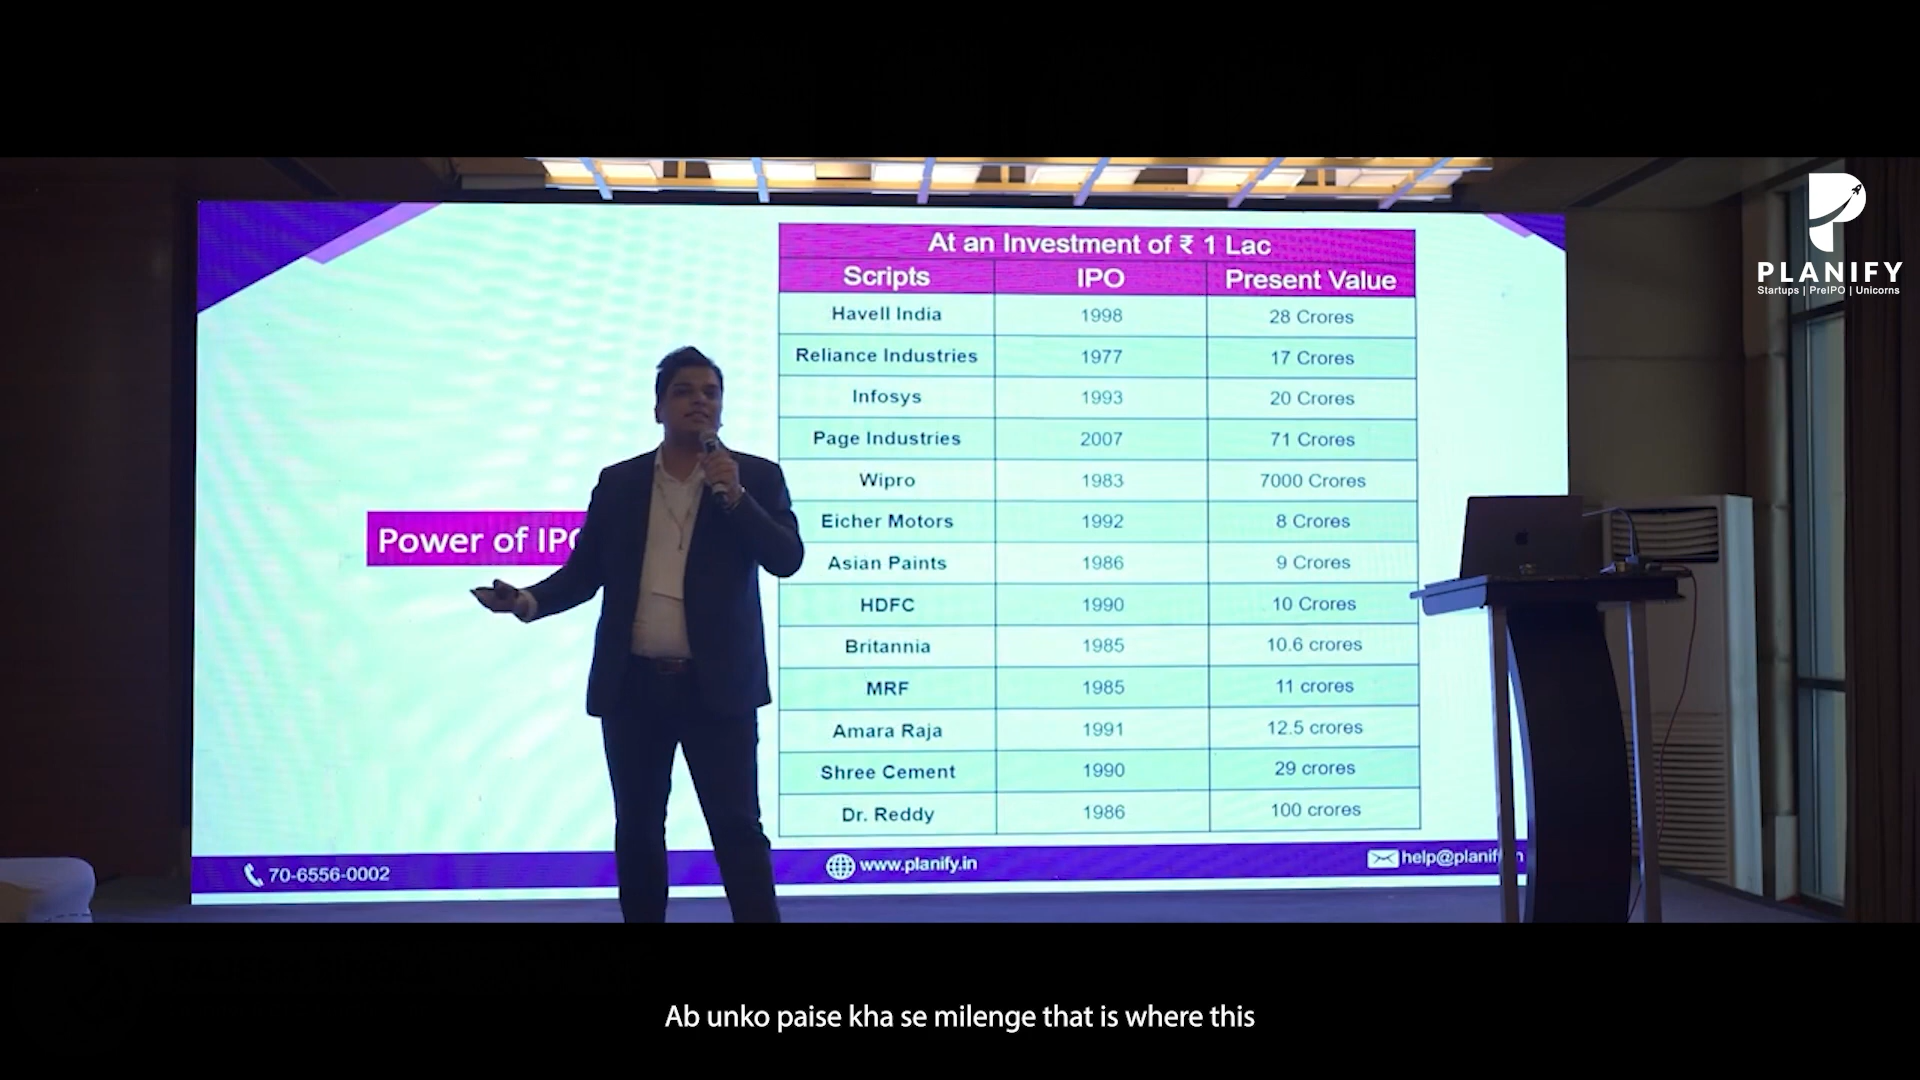 PLANIFY
Startups | PreIPO | Unicorns
At an Investment of ₹ 1 Lac
Scripts IPO Present Value
Havell India 1998 28 Crores
Reliance Industries 1977 17 Crores
Infosys 1993 20 Crores
Page Industries 2007 71 Crores
Wipro 1983 7000 Crores
Eicher Motors 1992 8 Crores
Asian Paints 1986 9 Crores
HDFC 1990 10 Crores
Britannia 1985 10.6 crores
MRF 1985 11 crores
Amara Raja 1991 12.5 crores
Shree Cement 1990 29 crores
Dr. Reddy 1986 100 crores
Power of IPO
70-6556-0002 www.planify.in
Ab unko paise kha se milenge that is where this